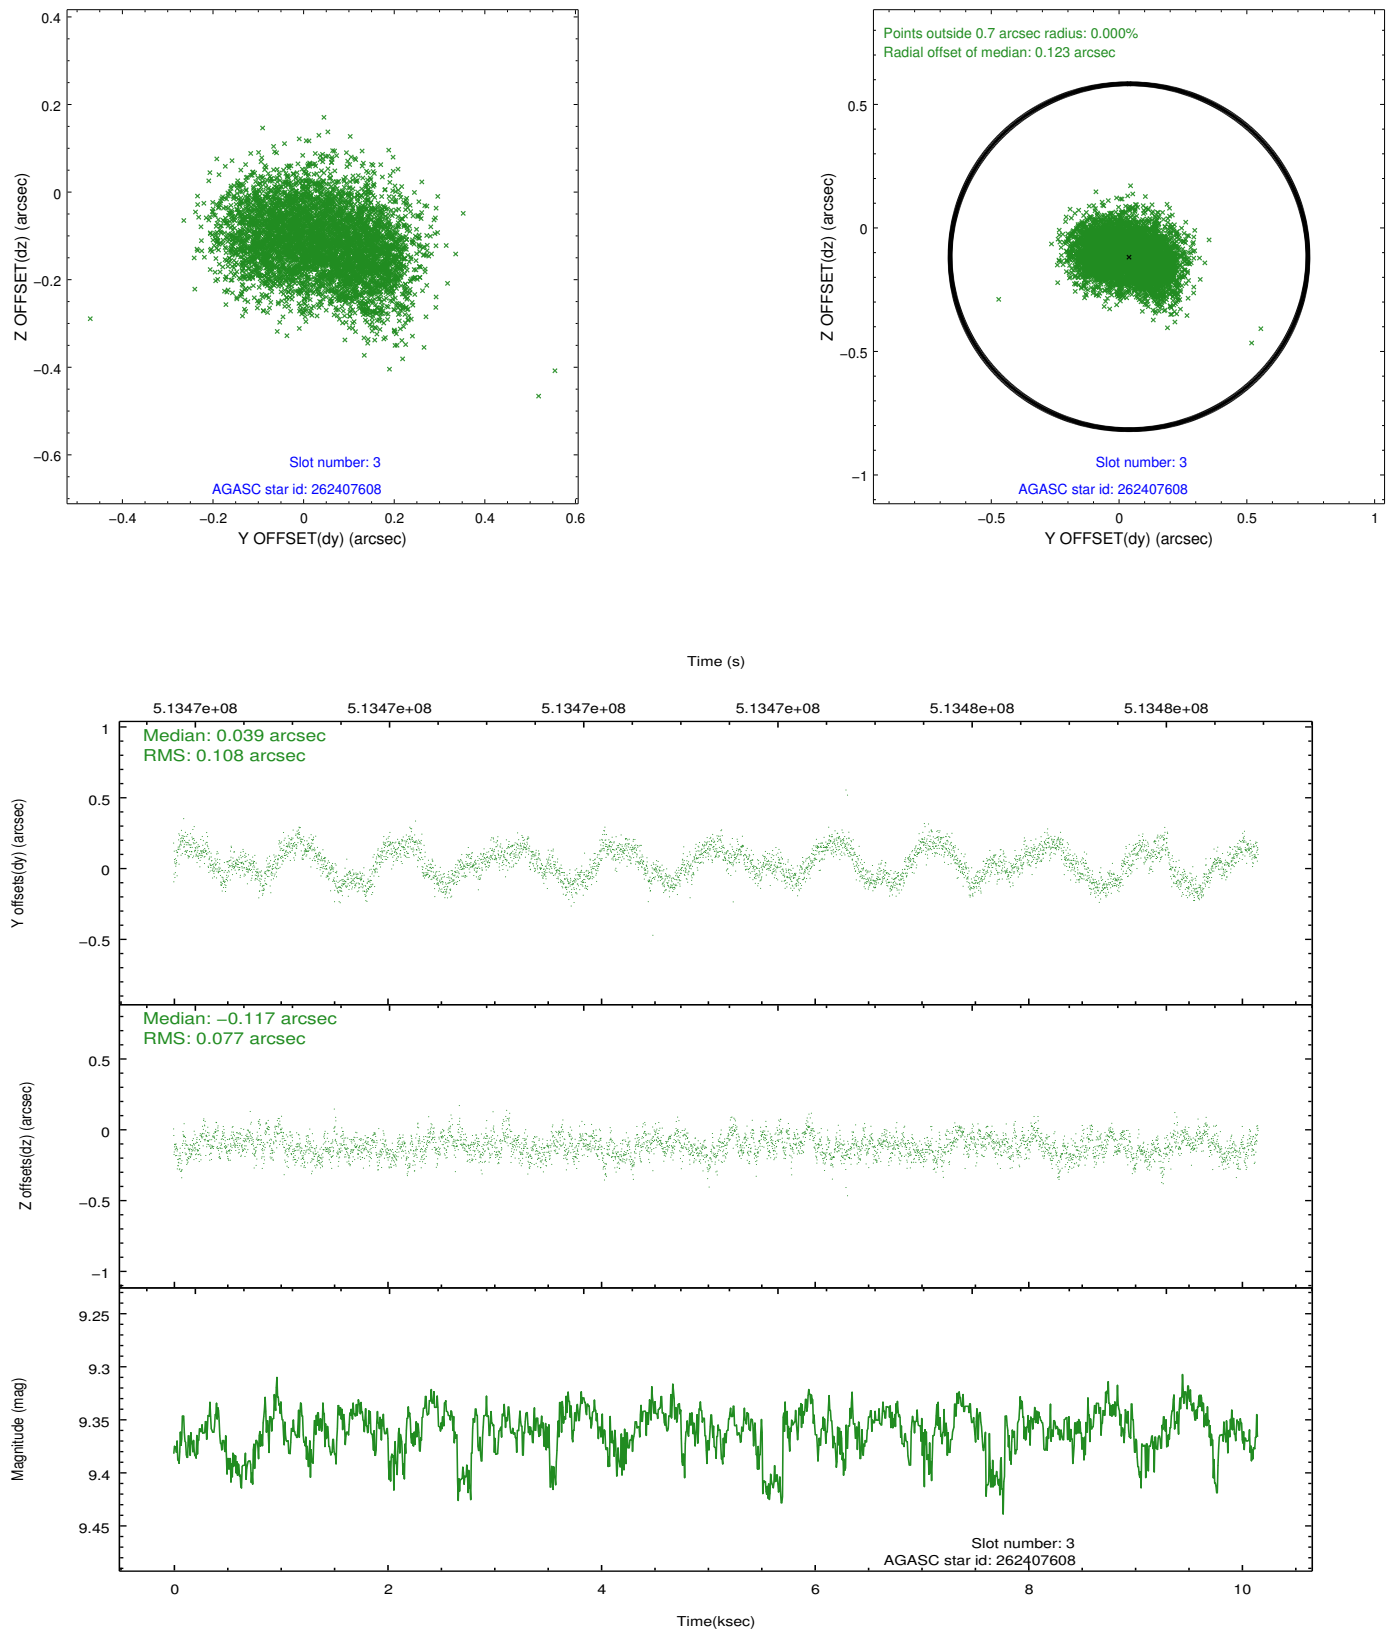 0.4
0.2
0
−0.2
−0.4
−0.6
Z OFFSET(dz) (arcsec)
Slot number: 3
AGASC star id: 262407608
−0.4
−0.2
0
0.2
0.4
0.6
Y OFFSET(dy) (arcsec)
Points outside 0.7 arcsec radius: 0.000%
Radial offset of median: 0.123 arcsec
0.5
0
−0.5
−1
Z OFFSET(dz) (arcsec)
Slot number: 3
AGASC star id: 262407608
−0.5
0
0.5
1
Y OFFSET(dy) (arcsec)
Time (s)
5.1347e+08
5.1347e+08
5.1347e+08
5.1347e+08
5.1348e+08
5.1348e+08
Median: 0.039 arcsec
RMS: 0.108 arcsec
1
0.5
0
−0.5
Y offsets(dy) (arcsec)
Median: −0.117 arcsec
RMS: 0.077 arcsec
0.5
0
−0.5
−1
Z offsets(dz) (arcsec)
9.25
9.3
9.35
9.4
9.45
Magnitude (mag)
Slot number: 3
AGASC star id: 262407608
0
2
4
6
8
10
Time(ksec)